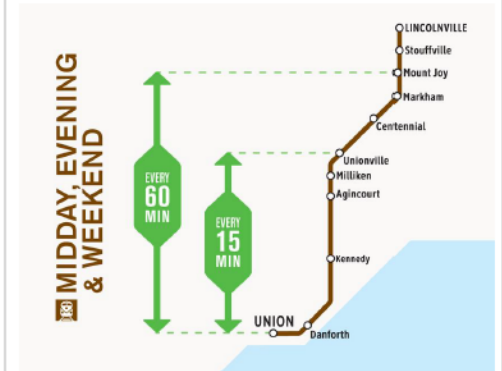 MIDDAY, EVENING
& WEEKEND
EVERY
60
MIN
EVERY
15
MIN
LINCOLNVILLE
Stouffville
Mount Joy
Markham
Centennial
Unionville
Milliken
Agincourt
Kennedy
UNION
Danforth